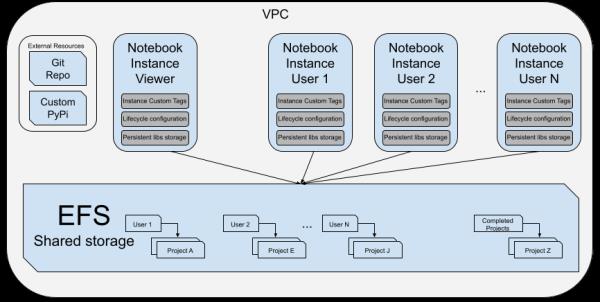 VPC
External Resources
Git
Repo
Custom
PyPi
Notebook
Instance
Viewer
Instance Custom Tags
Lifecycle configuration
Persistent libs storage
Notebook
Instance
User 1
Instance Custom Tags
Lifecycle configuration
Persistent libs storage
Notebook
Instance
User 2
Instance Custom Tags
Lifecycle configuration
Persistent libs storage
...
Notebook
Instance
User N
Instance Custom Tags
Lifecycle configuration
Persistent libs storage
EFS
Shared storage
User 1
Project A
User 2
Project E
...
User N
Project J
Completed
Projects
Project Z